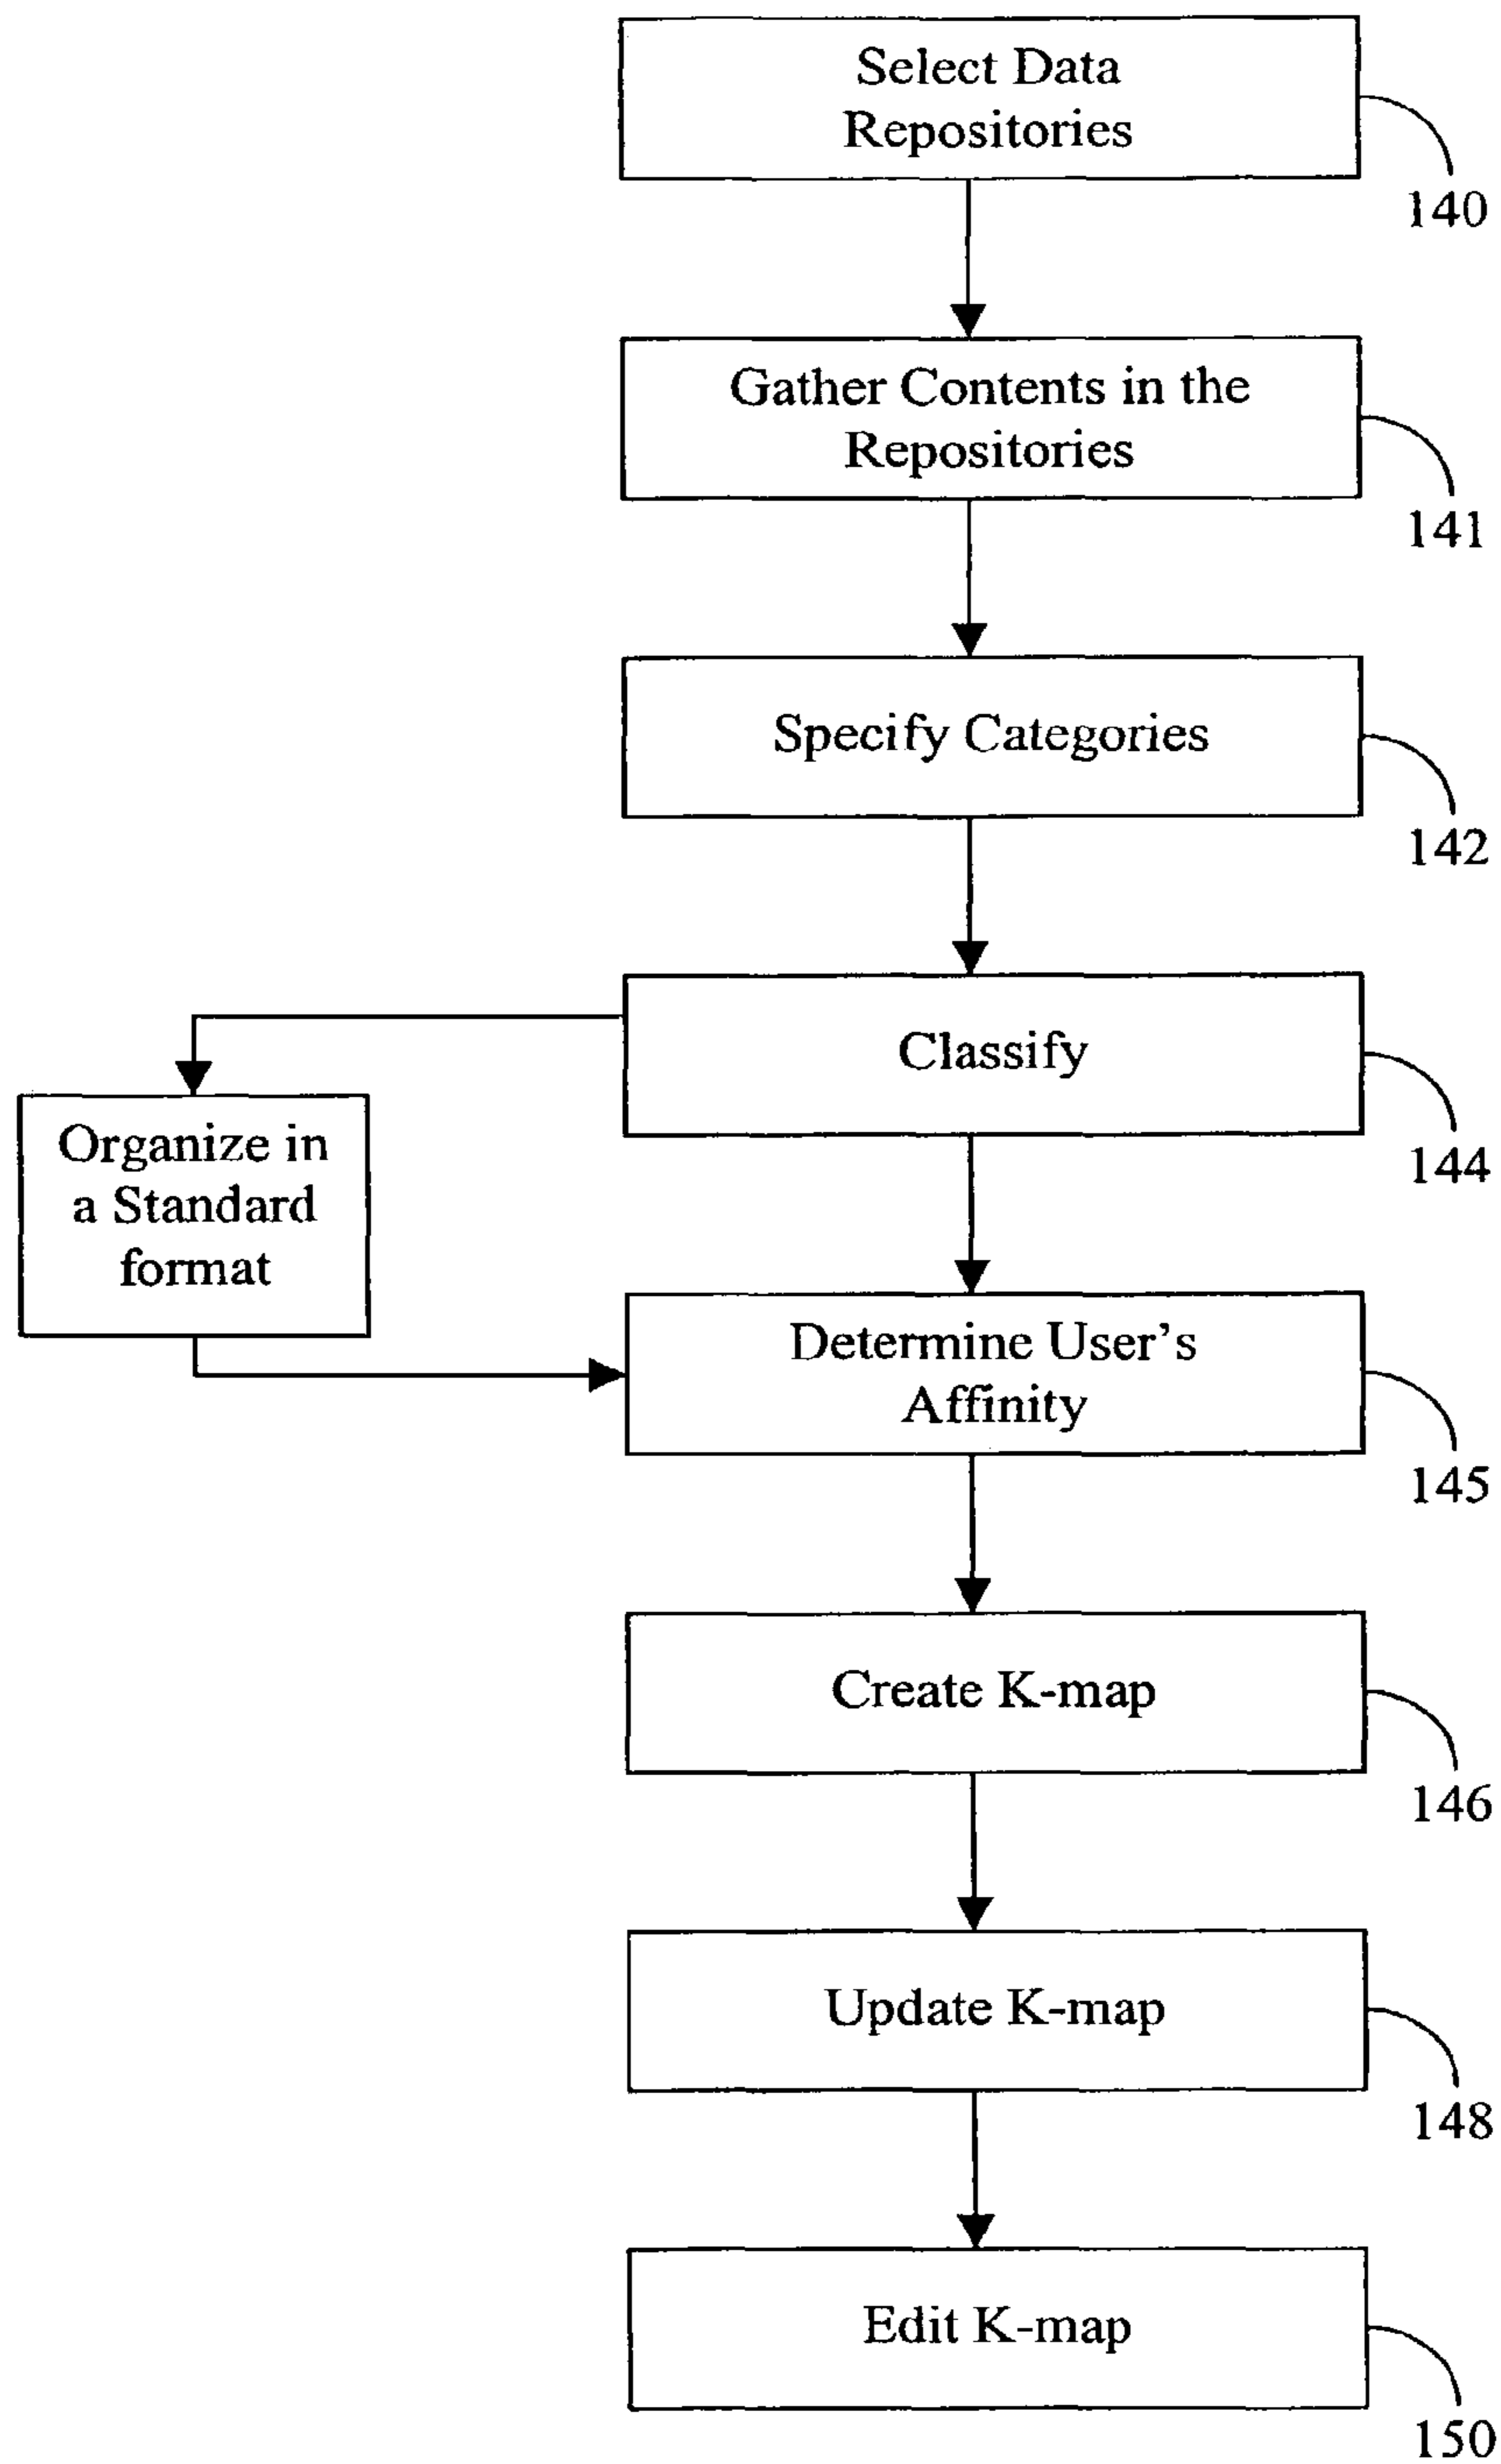 Select Data
Repositories
140
Gather Contents in the
Repositories
141
Specify Categories
142
Classify
144
Organize in
a Standard
format
Determine User's
Affinity
145
Create K-map
146
Update K-map
148
Edit K-map
150